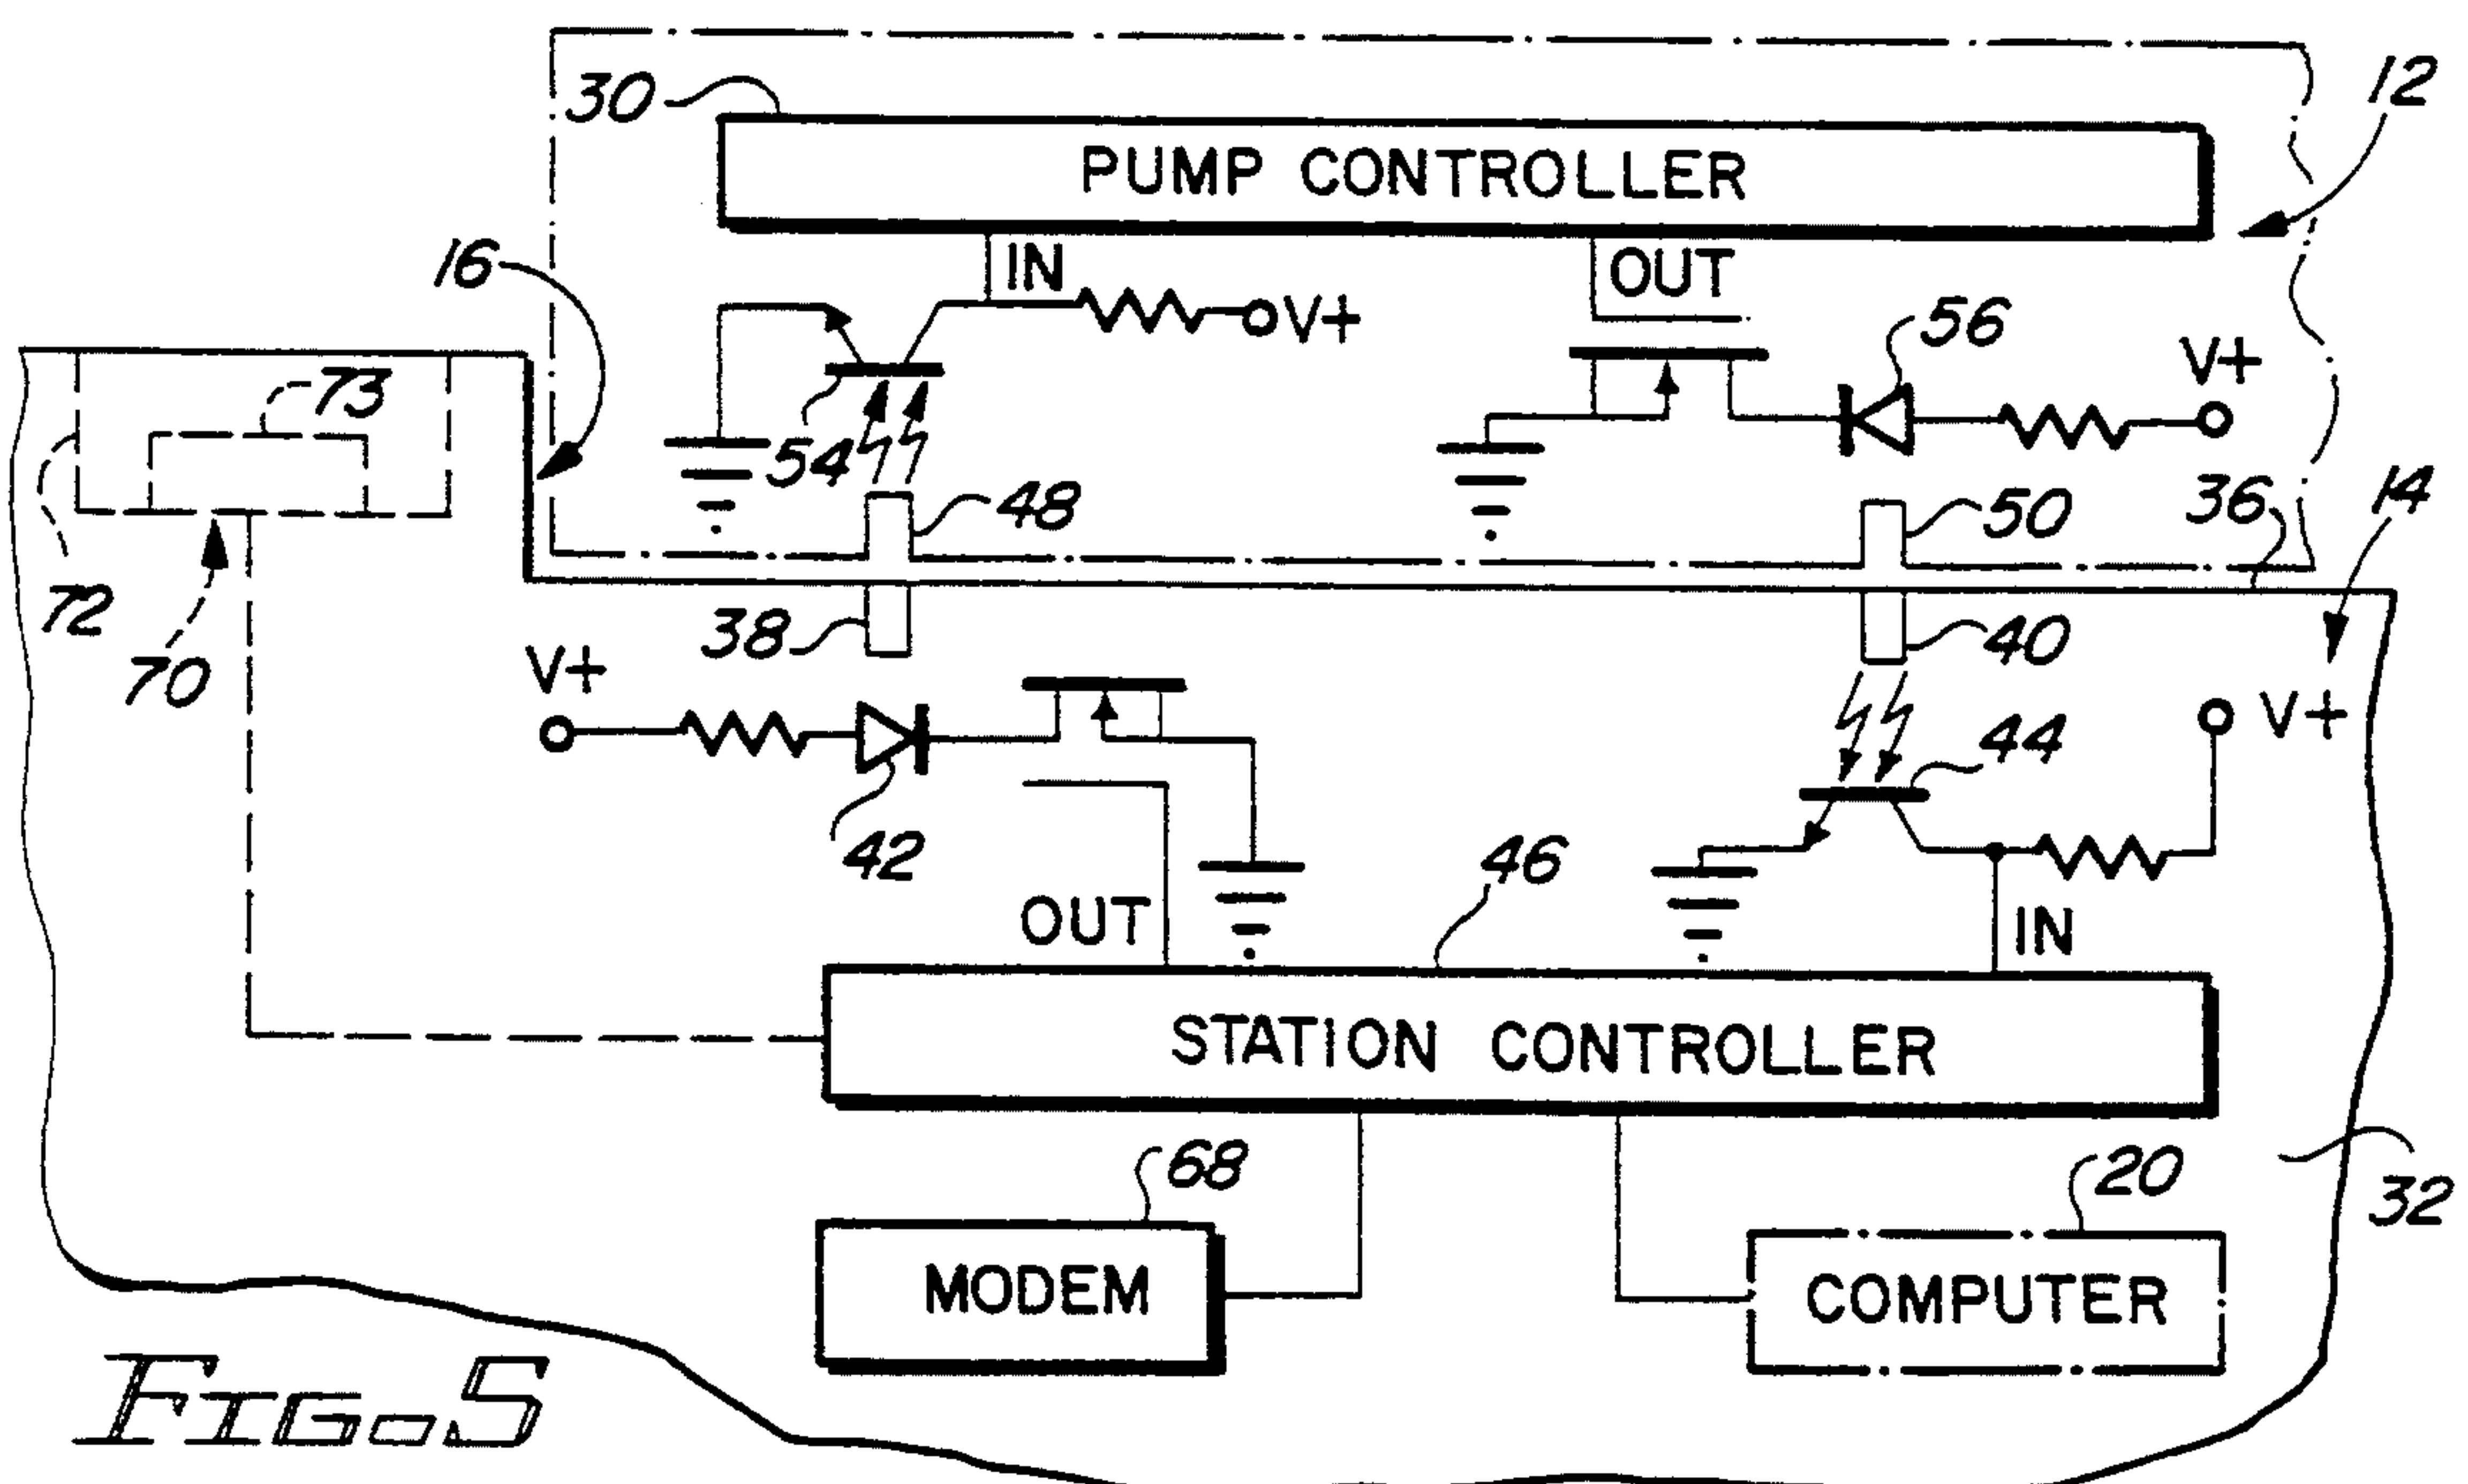 30
12
PUMP CONTROLLER
16
IN
OUT
V+
56
V+
73
54
48
50
36
14
72
38
40
70
V+
V+
44
42
46
OUT
IN
STATION CONTROLLER
68
20
32
MODEM
COMPUTER
FIG. 5